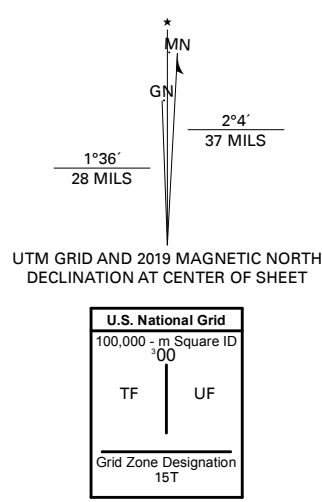 ★
MN
GN
2°4´
37 MILS
1°36´
28 MILS
UTM GRID AND 2019 MAGNETIC NORTH
DECLINATION AT CENTER OF SHEET
U.S. National Grid
100,000 - m Square ID
³00
TF UF
Grid Zone Designation
15T